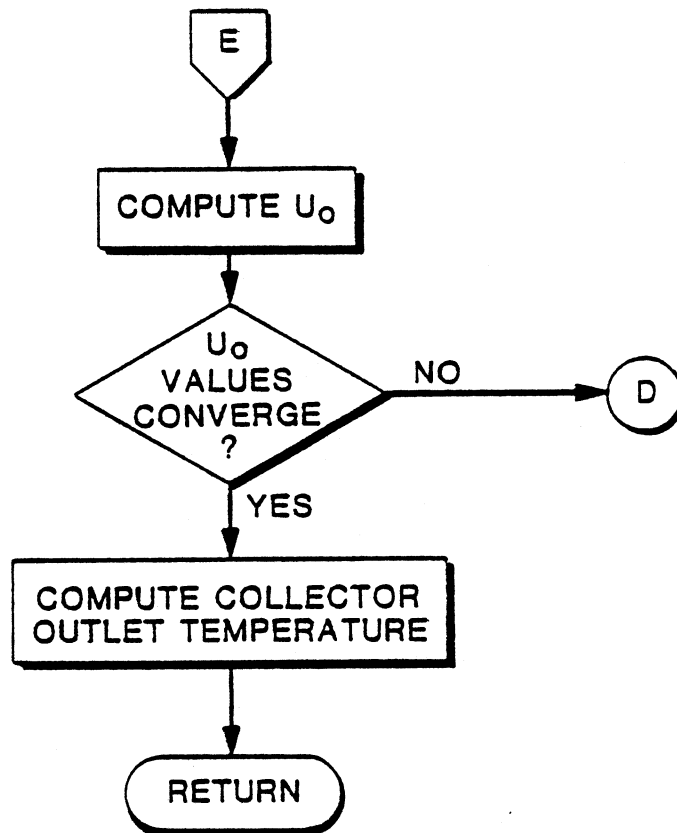 E
COMPUTE Uo
Uo
VALUES
CONVERGE
?
NO
D
YES
COMPUTE COLLECTOR
OUTLET TEMPERATURE
RETURN